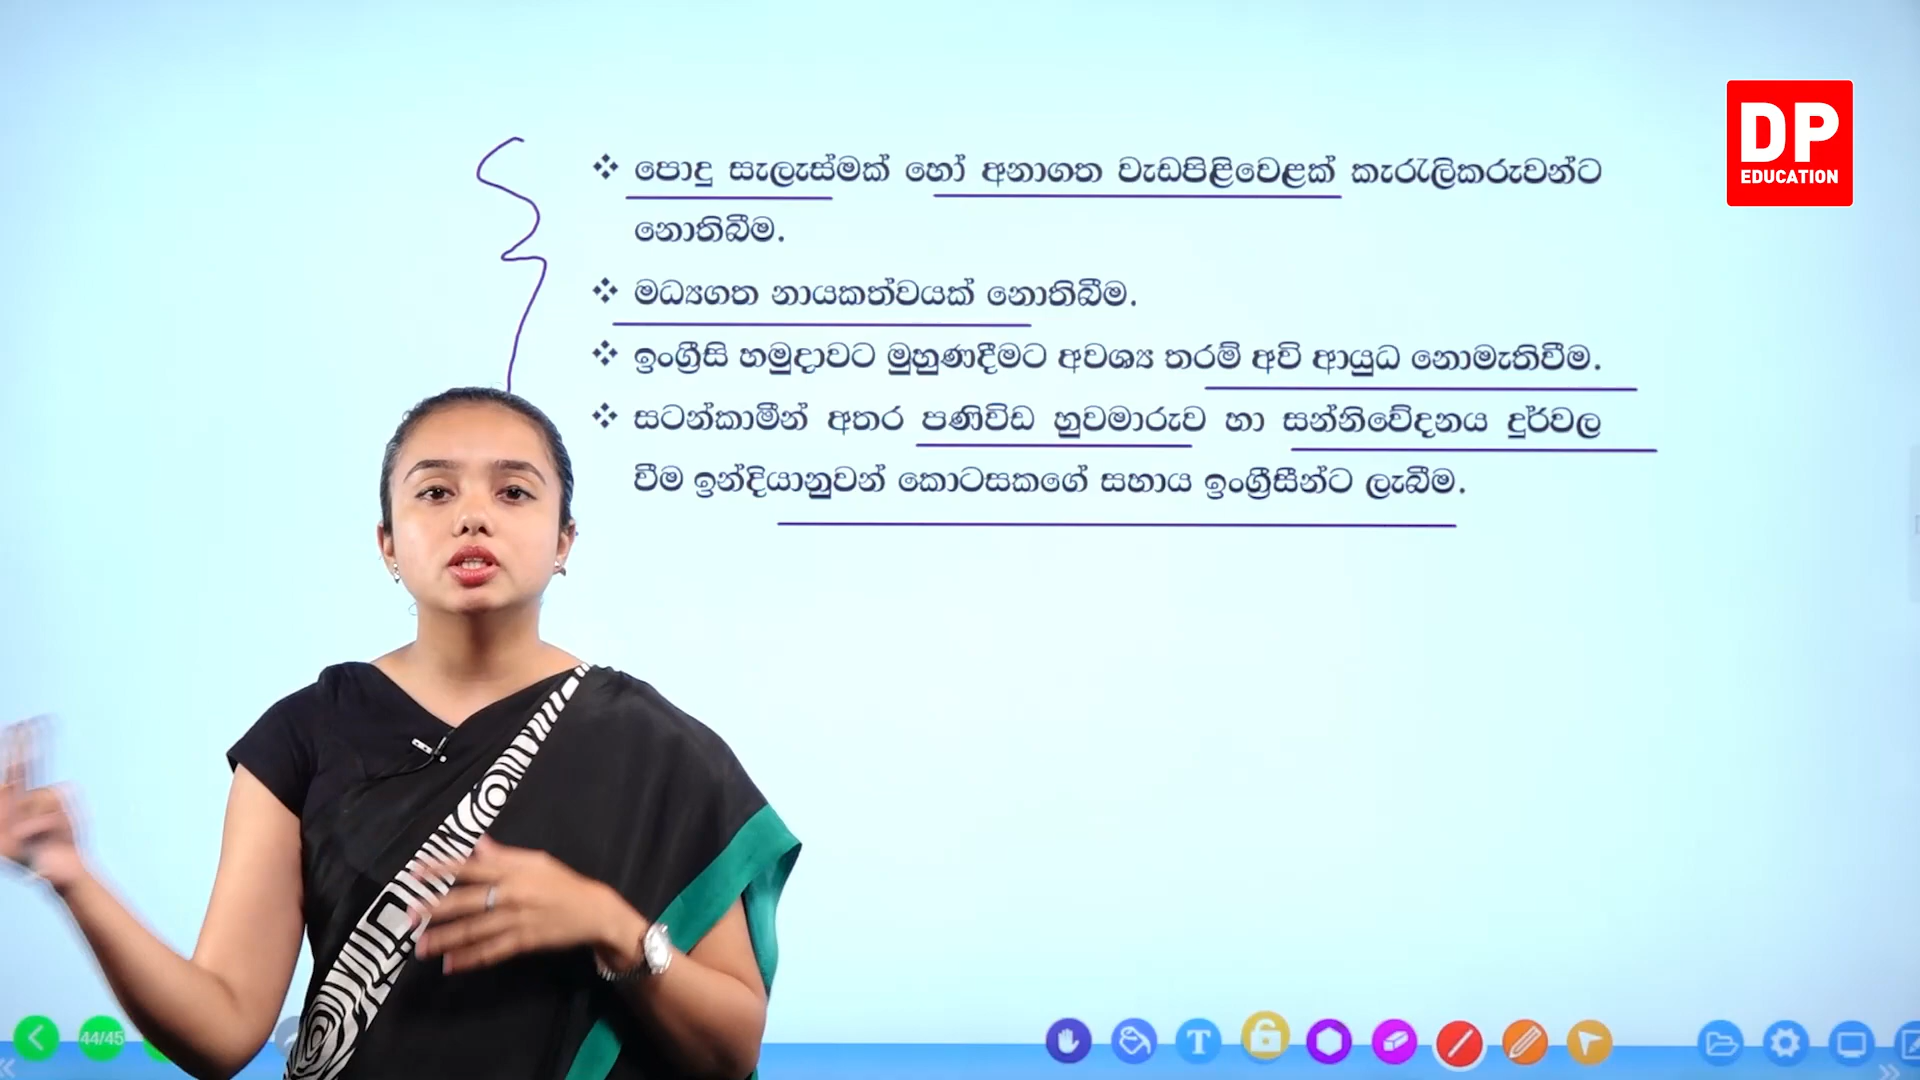 DP
EDUCATION
❖ පොදු සැලැස්මක් හෝ අනාගත වැඩපිළිවෙළක් කැරැලිකරුවන්ට
නොතිබීම.
❖ මධ්‍යගත නායකත්වයක් නොතිබීම.
❖ ඉංග්‍රීසි හමුදාවට මුහුණදීමට අවශ්‍ය තරම් අවි ආයුධ නොමැතිවීම.
❖ සටන්කාමීන් අතර පණිවිඩ හුවමාරුව හා සන්නිවේදනය දුර්වල
වීම ඉන්දියානුවන් කොටසකගේ සහාය ඉංග්‍රීසීන්ට ලැබීම.
44/45
T